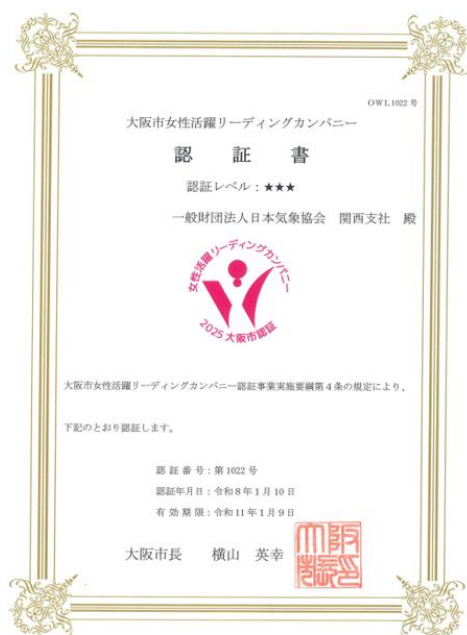 OWL1022号
大阪市女性活躍リーディングカンパニー
認 証 書
認証レベル：★★★
一般財団法人日本気象協会 関西支社 殿
女性活躍リーディングカンパニー
2025 大阪市認証
大阪市女性活躍リーディングカンパニー認証事業実施要綱第4条の規定により、
下記のとおり認証します。
認 証 番 号：第 1022 号
認証年月日：令和8年1月10日
有 効 期 限：令和11年1月9日
大阪市長 横山 英幸